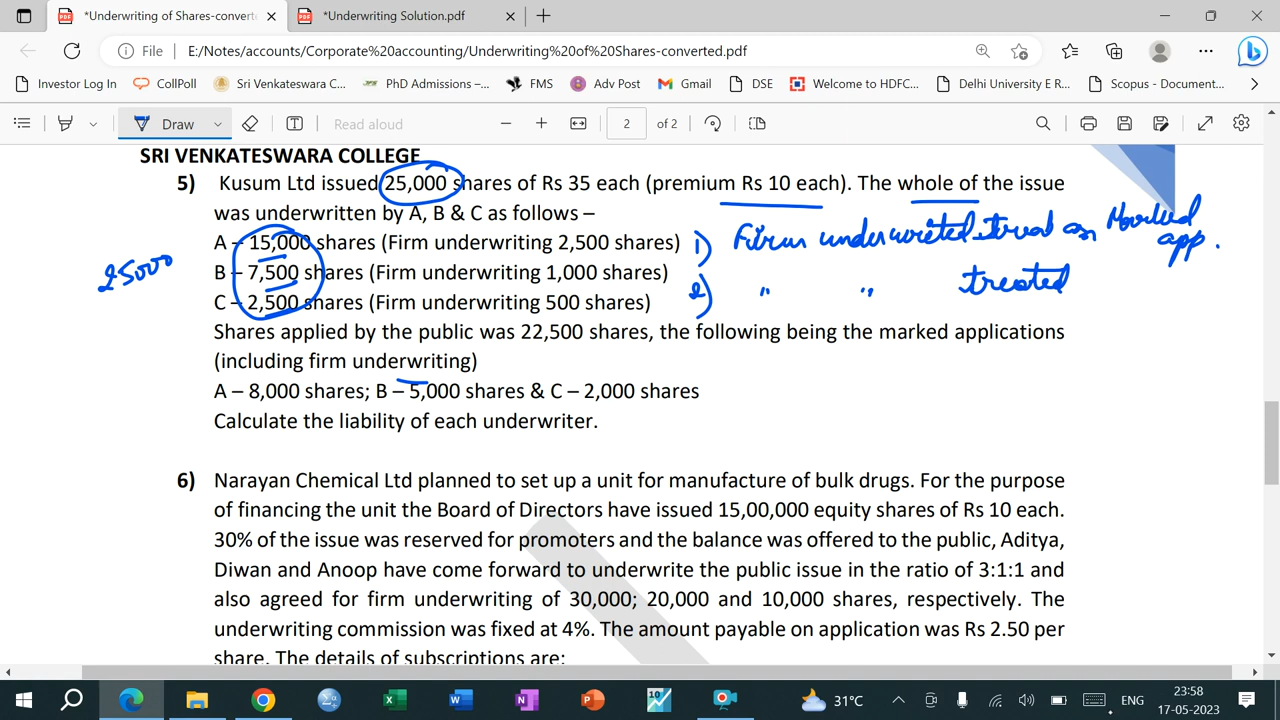 *Underwriting of Shares-converte
*Underwriting Solution.pdf
File E:/Notes/accounts/Corporate%20accounting/Underwriting%20of%20Shares-converted.pdf
Investor Log In CollPoll Sri Venkateswara C... PhD Admissions –... FMS Adv Post Gmail DSE Welcome to HDFC... Delhi University E R... Scopus - Document...
Draw Read aloud 2 of 2
SRI VENKATESWARA COLLEGE
5) Kusum Ltd issued 25,000 shares of Rs 35 each (premium Rs 10 each). The whole of the issue
was underwritten by A, B & C as follows –
A – 15,000 shares (Firm underwriting 2,500 shares) 1) Firm underwrited treat as Marked app.
25000 B – 7,500 shares (Firm underwriting 1,000 shares)
C – 2,500 shares (Firm underwriting 500 shares) 2) " " treated
Shares applied by the public was 22,500 shares, the following being the marked applications
(including firm underwriting)
A – 8,000 shares; B – 5,000 shares & C – 2,000 shares
Calculate the liability of each underwriter.
6) Narayan Chemical Ltd planned to set up a unit for manufacture of bulk drugs. For the purpose
of financing the unit the Board of Directors have issued 15,00,000 equity shares of Rs 10 each.
30% of the issue was reserved for promoters and the balance was offered to the public, Aditya,
Diwan and Anoop have come forward to underwrite the public issue in the ratio of 3:1:1 and
also agreed for firm underwriting of 30,000; 20,000 and 10,000 shares, respectively. The
underwriting commission was fixed at 4%. The amount payable on application was Rs 2.50 per
share. The details of subscriptions are:
31°C ENG 23:58
17-05-2023